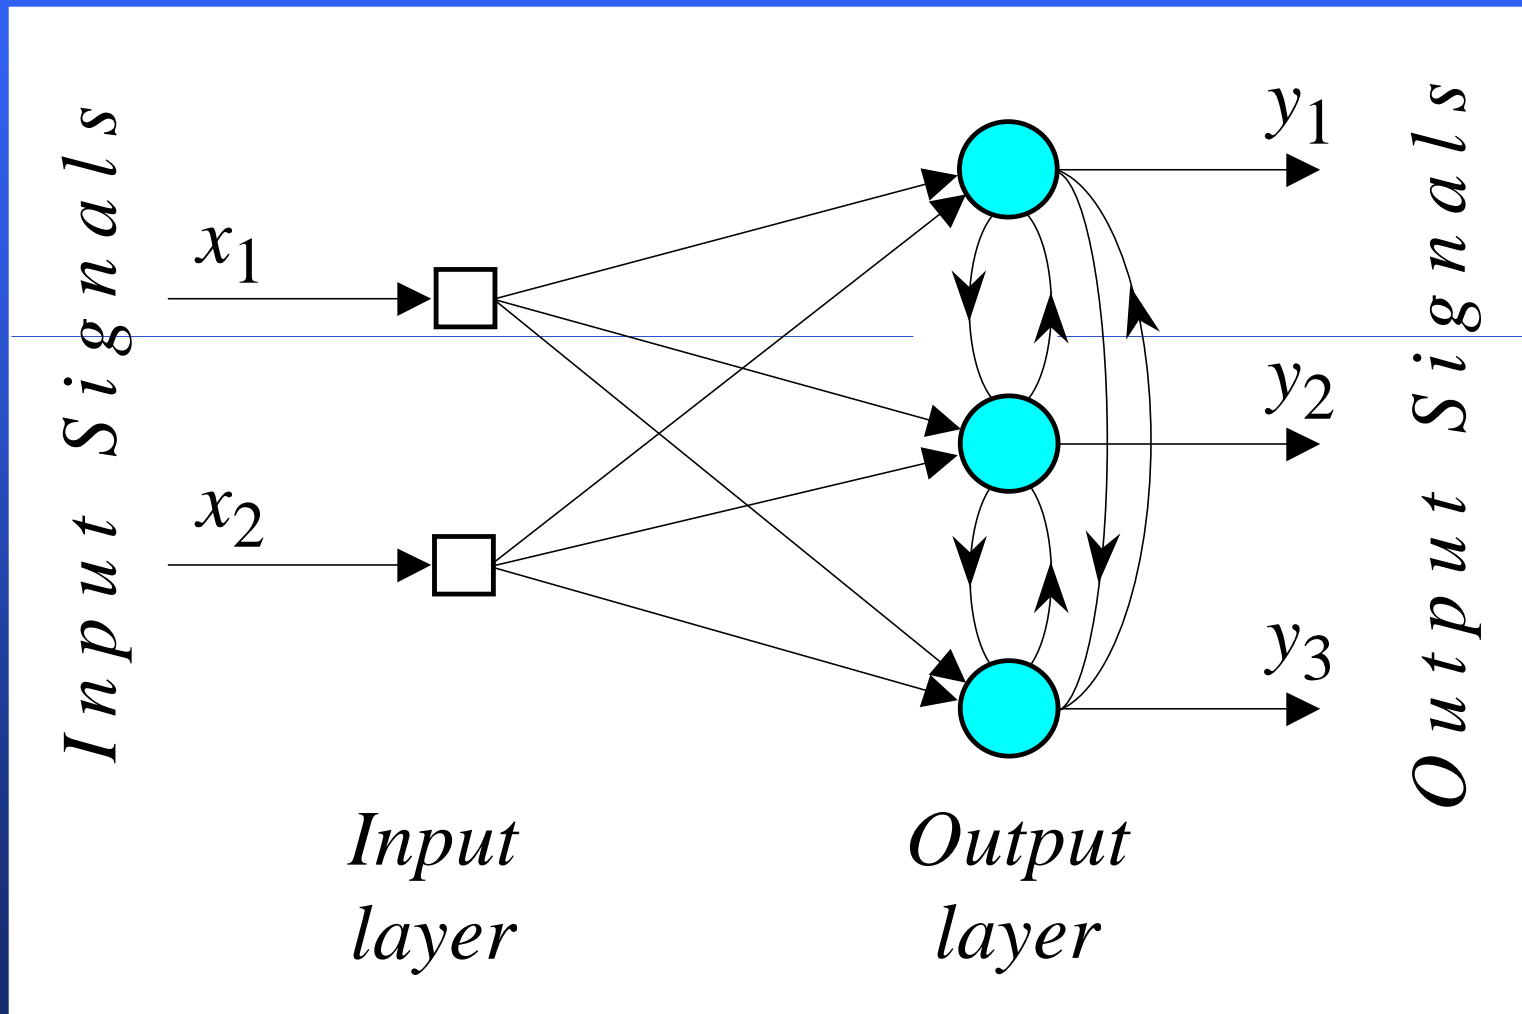 Input Signals
x1
x2
y1
y2
y3
Output Signals
Input
layer
Output
layer